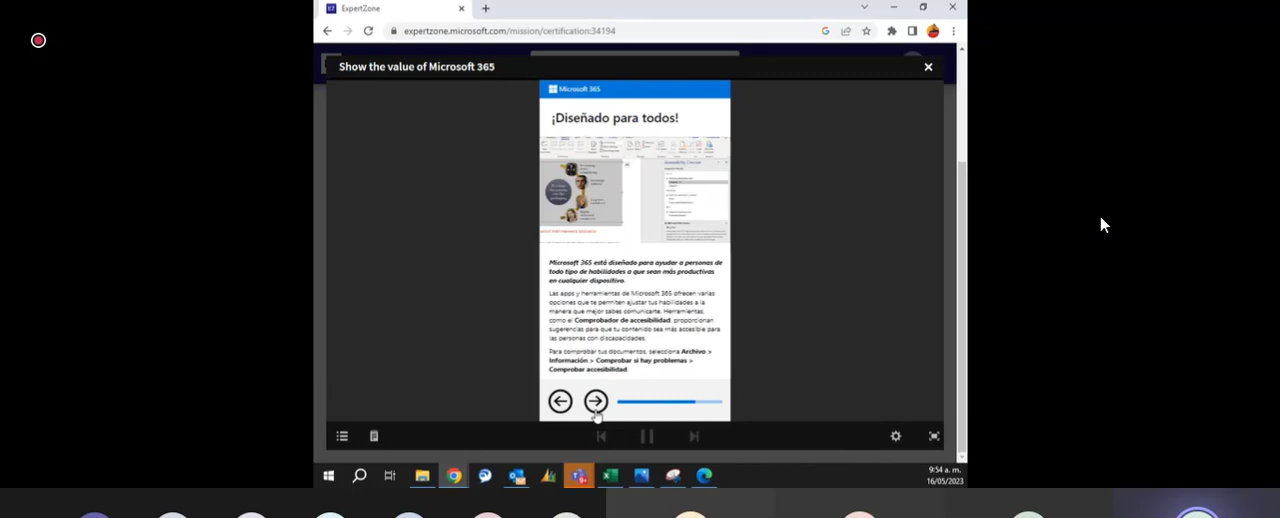 ExpertZone
expertzone.microsoft.com/mission/certification:34194
Show the value of Microsoft 365
Microsoft 365
¡Diseñado para todos!
Microsoft 365 está diseñado para ayudar a personas de
todo tipo de habilidades a que sean más productivas
en cualquier dispositivo.
Las apps y herramientas de Microsoft 365 ofrecen varias
opciones que te permiten ajustar tus habilidades a la
manera que mejor sabes comunicarte. Herramientas,
como el Comprobador de accesibilidad, proporcionan
sugerencias para que tu contenido sea más accesible para
las personas con discapacidades.
Para comprobar tus documentos, selecciona Archivo >
Información > Comprobar si hay problemas >
Comprobar accesibilidad.
9:54 a. m.
16/05/2023